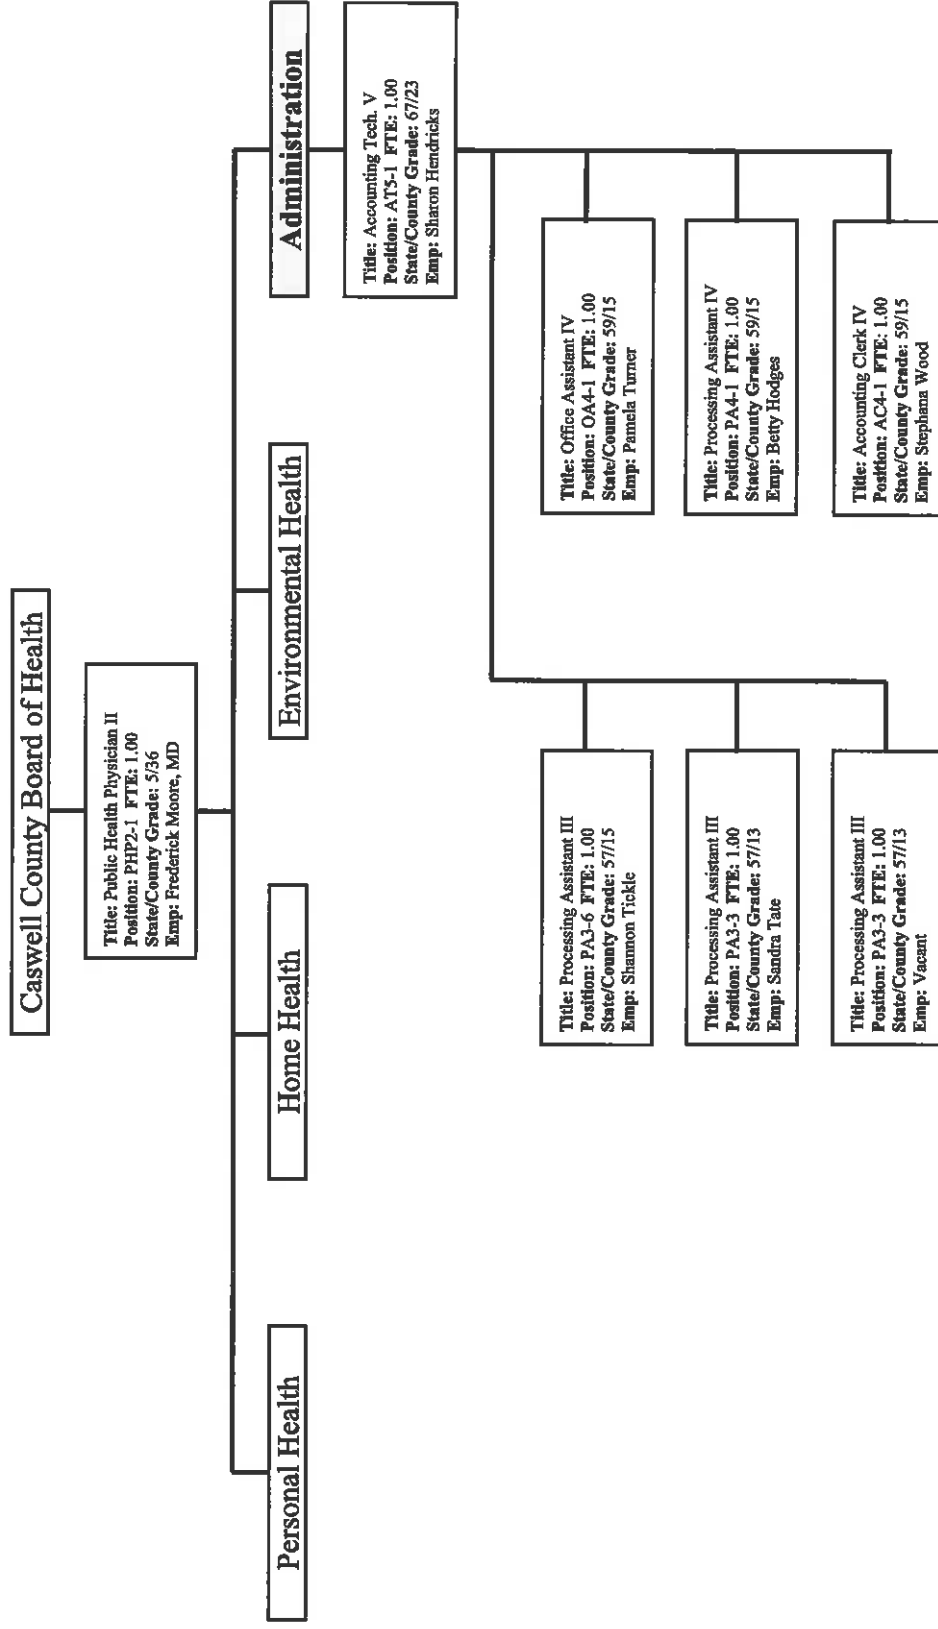 Caswell County Board of Health
Title: Public Health Physician II
Position: PHP2-1 FTE: 1.00
State/County Grade: 5/36
Emp: Frederick Moore, MD
Personal Health
Home Health
Environmental Health
Administration
Title: Accounting Tech. V
Position: AT5-1 FTE: 1.00
State/County Grade: 67/23
Emp: Sharon Hendricks
Title: Processing Assistant III
Position: PA3-6 FTE: 1.00
State/County Grade: 57/15
Emp: Shannon Tickle
Title: Office Assistant IV
Position: OA4-1 FTE: 1.00
State/County Grade: 59/15
Emp: Pamela Turner
Title: Processing Assistant III
Position: PA3-3 FTE: 1.00
State/County Grade: 57/13
Emp: Sandra Tate
Title: Processing Assistant IV
Position: PA4-1 FTE: 1.00
State/County Grade: 59/15
Emp: Betty Hodges
Title: Processing Assistant III
Position: PA3-3 FTE: 1.00
State/County Grade: 57/13
Emp: Vacant
Title: Accounting Clerk IV
Position: AC4-1 FTE: 1.00
State/County Grade: 59/15
Emp: Stephana Wood